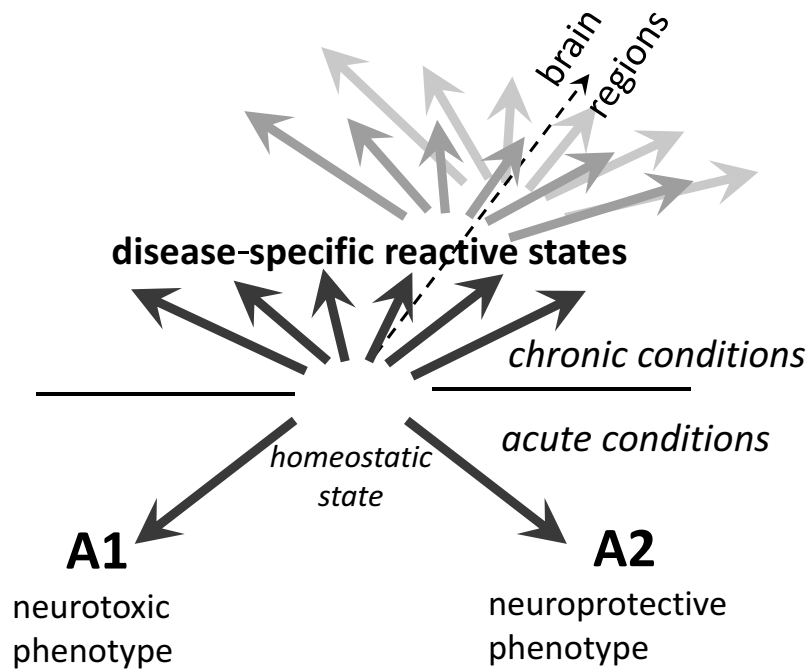 brain
regions
disease-specific reactive states
chronic conditions
acute conditions
homeostatic
state
A1
neurotoxic
phenotype
A2
neuroprotective
phenotype